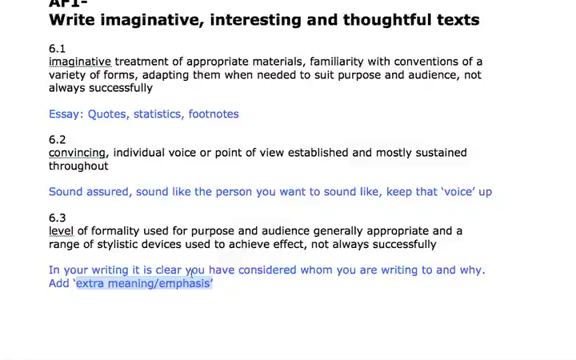 AF1-
Write imaginative, interesting and thoughtful texts
6.1
imaginative treatment of appropriate materials, familiarity with conventions of a
variety of forms, adapting them when needed to suit purpose and audience, not
always successfully
Essay: Quotes, statistics, footnotes
6.2
convincing, individual voice or point of view established and mostly sustained
throughout
Sound assured, sound like the person you want to sound like, keep that ‘voice’ up
6.3
level of formality used for purpose and audience generally appropriate and a
range of stylistic devices used to achieve effect, not always successfully
In your writing it is clear you have considered whom you are writing to and why.
Add ‘extra meaning/emphasis’